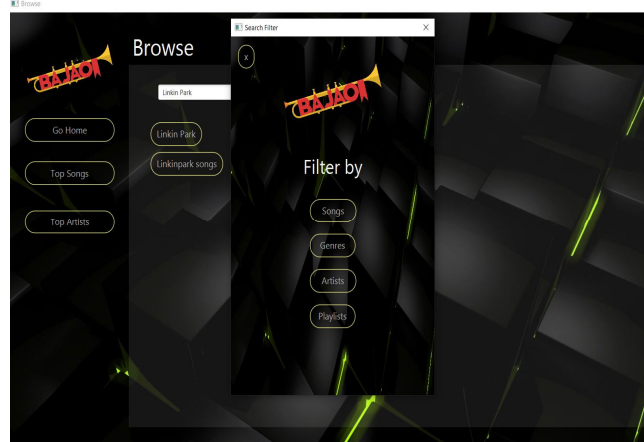 Browse
BAJAO
Browse
Linkin Park
Go Home
Linkin Park
Linkinpark songs
Top Songs
Top Artists
Search Filter
X
x
BAJAO
Filter by
Songs
Genres
Artists
Playlists